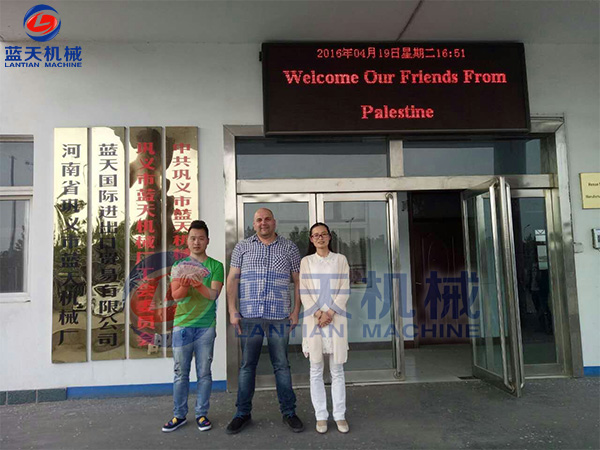 蓝天机械
LANTIAN MACHINE
2016年04月19日星期二16:51
Welcome Our Friends From
Palestine
河南省巩义市蓝天机械厂
蓝天国际进出口贸易有限公司
巩义市蓝天机械厂
中共巩义市蓝天机
蓝天机械
LANTIAN MACHINE